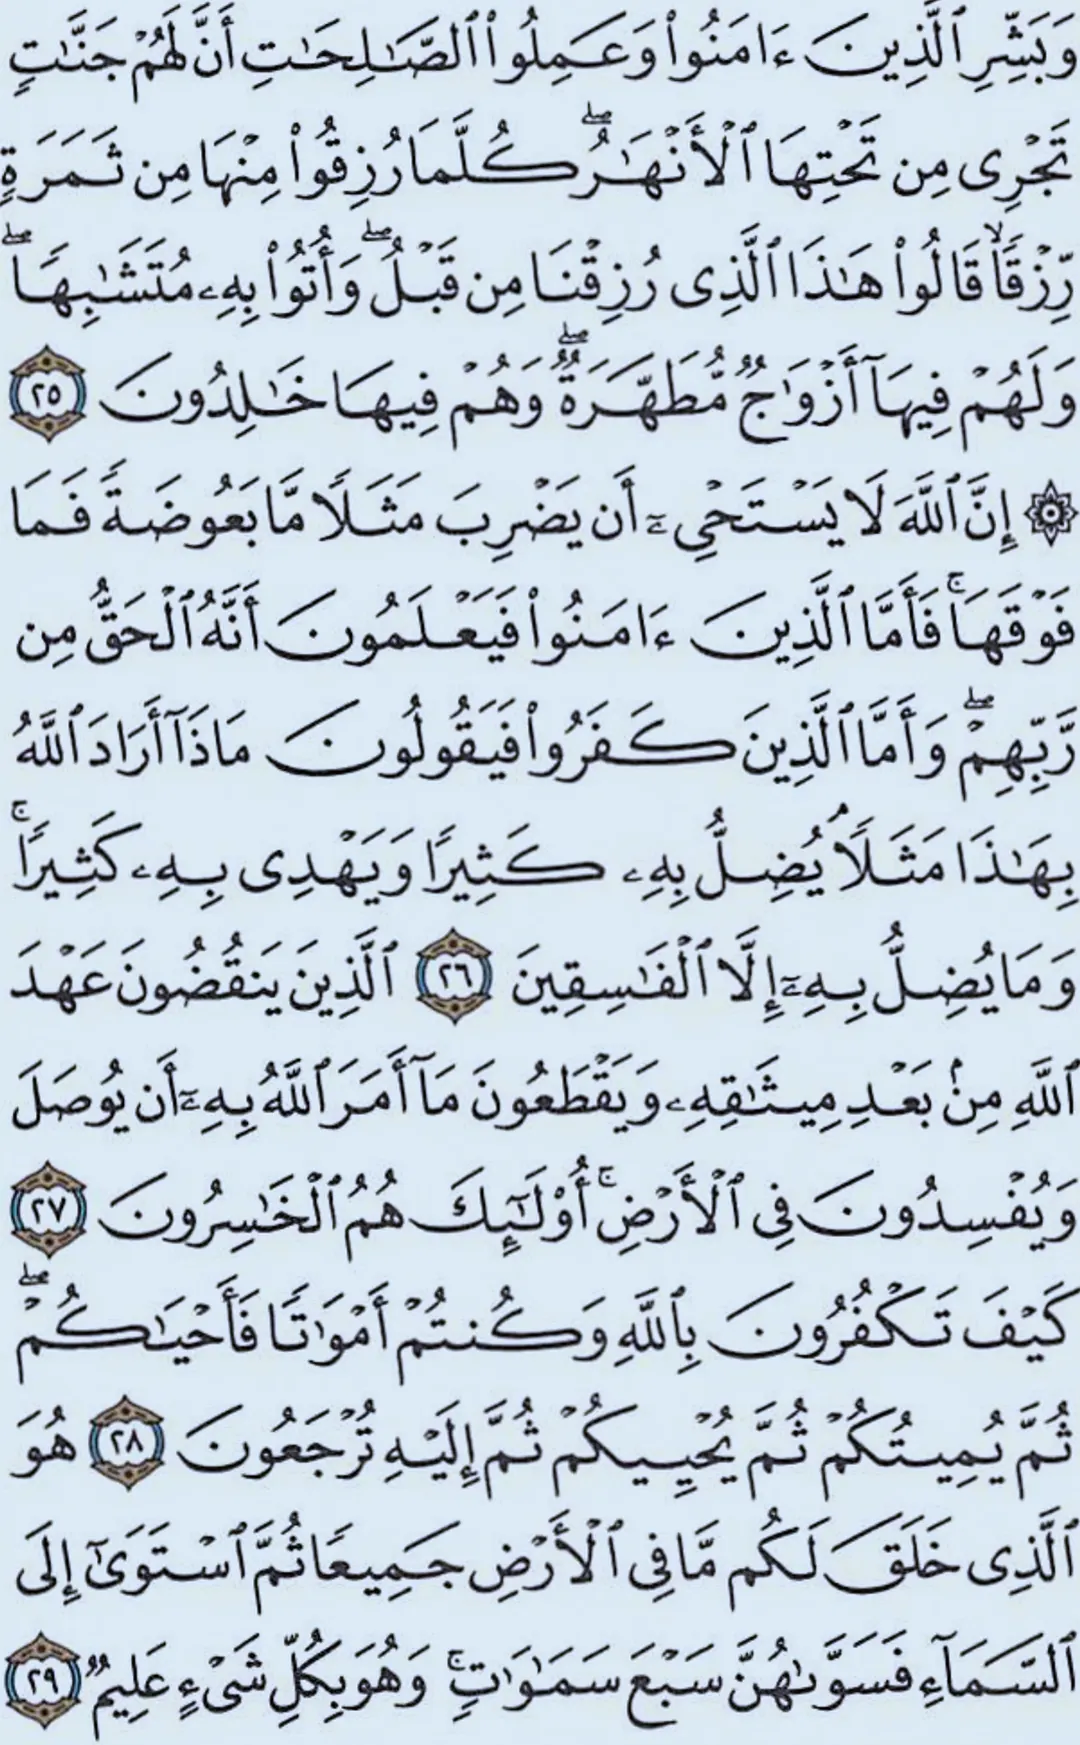 وَبَشِّرِ ٱلَّذِينَ ءَامَنُوا۟ وَعَمِلُوا۟ ٱلصَّـٰلِحَـٰتِ أَنَّ لَهُمْ جَنَّـٰتٍ
تَجْرِى مِن تَحْتِهَا ٱلْأَنْهَـٰرُ ۖ كُلَّمَا رُزِقُوا۟ مِنْهَا مِن ثَمَرَةٍ
رِّزْقًا ۙ قَالُوا۟ هَـٰذَا ٱلَّذِى رُزِقْنَا مِن قَبْلُ ۖ وَأُتُوا۟ بِهِۦ مُتَشَـٰبِهًا ۖ
وَلَهُمْ فِيهَآ أَزْوَٰجٌ مُّطَهَّرَةٌ ۖ وَهُمْ فِيهَا خَـٰلِدُونَ ٢٥
۞ إِنَّ ٱللَّهَ لَا يَسْتَحْىِۦٓ أَن يَضْرِبَ مَثَلًا مَّا بَعُوضَةً فَمَا
فَوْقَهَا ۚ فَأَمَّا ٱلَّذِينَ ءَامَنُوا۟ فَيَعْلَمُونَ أَنَّهُ ٱلْحَقُّ مِن
رَّبِّهِمْ ۖ وَأَمَّا ٱلَّذِينَ كَفَرُوا۟ فَيَقُولُونَ مَاذَآ أَرَادَ ٱللَّهُ
بِهَـٰذَا مَثَلًا ۘ يُضِلُّ بِهِۦ كَثِيرًا وَيَهْدِى بِهِۦ كَثِيرًا ۚ
وَمَا يُضِلُّ بِهِۦٓ إِلَّا ٱلْفَـٰسِقِينَ ٢٦ ٱلَّذِينَ يَنقُضُونَ عَهْدَ
ٱللَّهِ مِنۢ بَعْدِ مِيثَـٰقِهِۦ وَيَقْطَعُونَ مَآ أَمَرَ ٱللَّهُ بِهِۦٓ أَن يُوصَلَ
وَيُفْسِدُونَ فِى ٱلْأَرْضِ ۚ أُو۟لَـٰٓئِكَ هُمُ ٱلْخَـٰسِرُونَ ٢٧
كَيْفَ تَكْفُرُونَ بِٱللَّهِ وَكُنتُمْ أَمْوَٰتًا فَأَحْيَـٰكُمْ ۖ
ثُمَّ يُمِيتُكُمْ ثُمَّ يُحْيِيكُمْ ثُمَّ إِلَيْهِ تُرْجَعُونَ ٢٨ هُوَ
ٱلَّذِى خَلَقَ لَكُم مَّا فِى ٱلْأَرْضِ جَمِيعًا ثُمَّ ٱسْتَوَىٰٓ إِلَى
ٱلسَّمَآءِ فَسَوَّىٰهُنَّ سَبْعَ سَمَـٰوَٰتٍ ۚ وَهُوَ بِكُلِّ شَىْءٍ عَلِيمٌ ٢٩